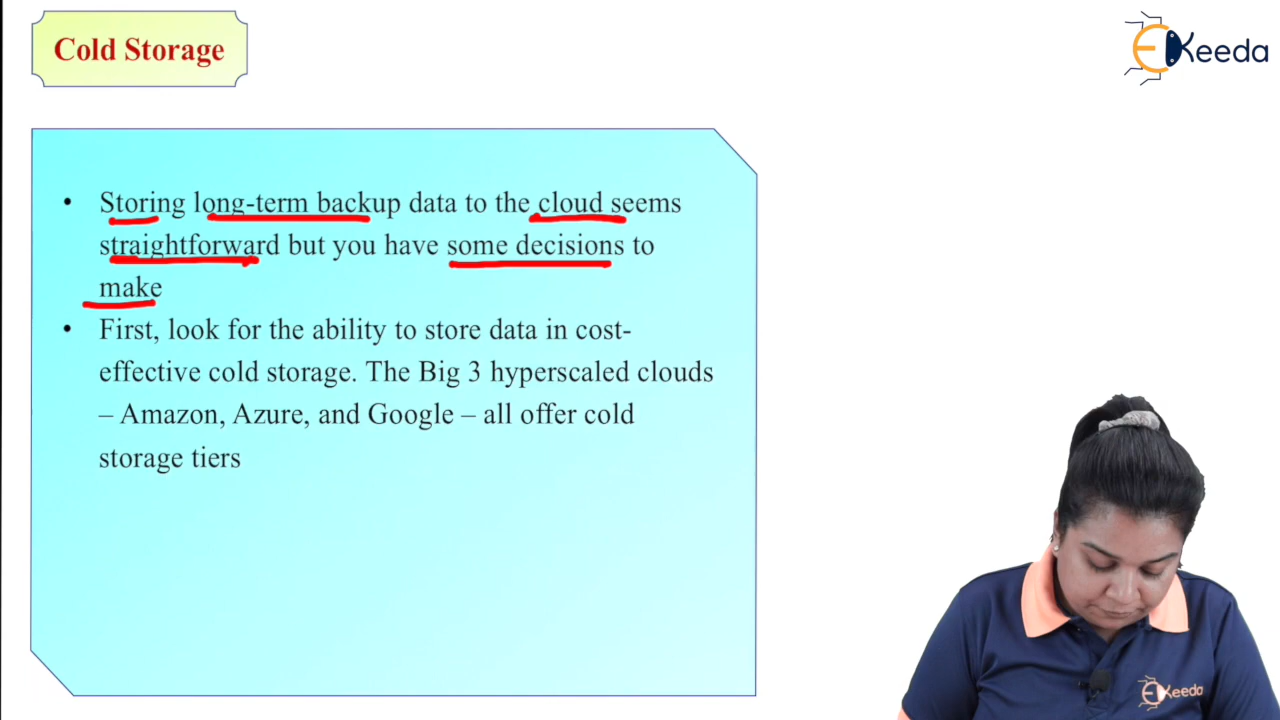 Cold Storage
EKeeda
• Storing long-term backup data to the cloud seems
straightforward but you have some decisions to
make
• First, look for the ability to store data in cost-
effective cold storage. The Big 3 hyperscaled clouds
– Amazon, Azure, and Google – all offer cold
storage tiers
EKeeda